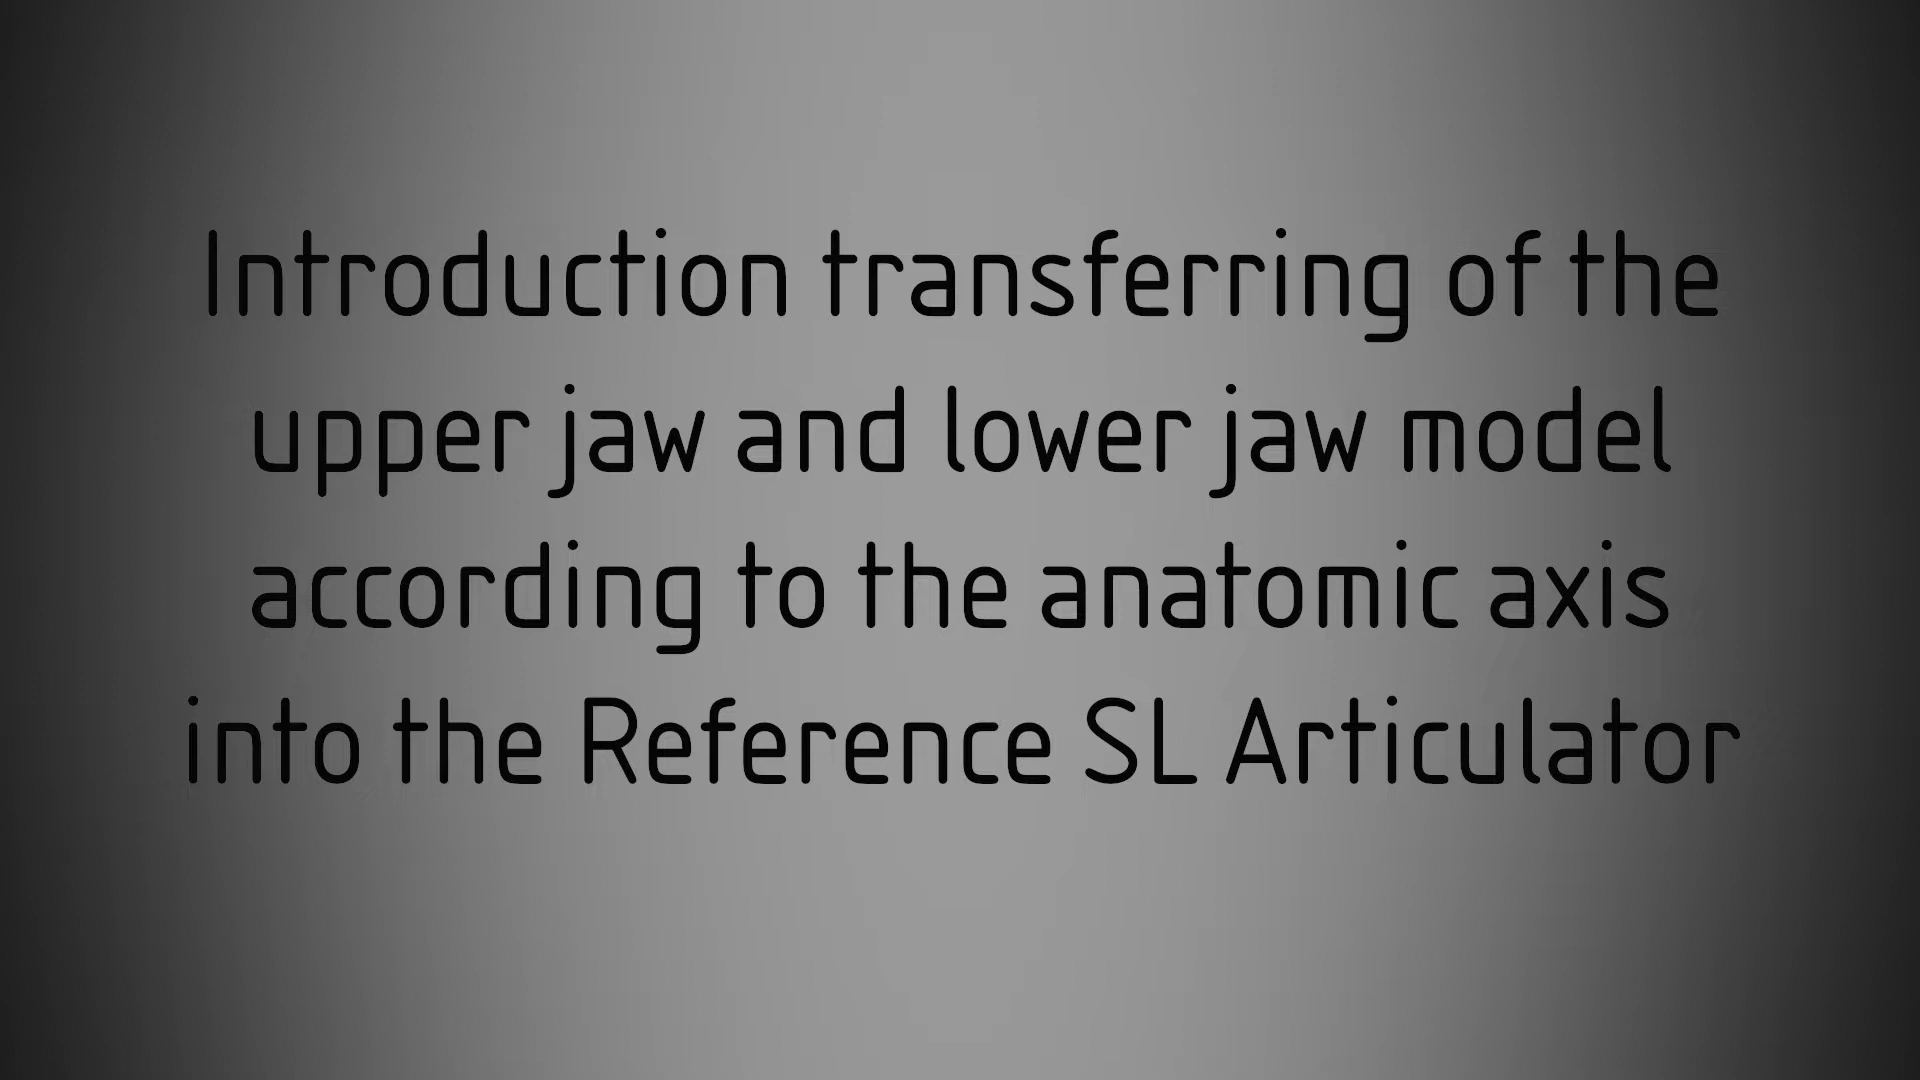 Introduction transferring of the
upper jaw and lower jaw model
according to the anatomic axis
into the Reference SL Articulator